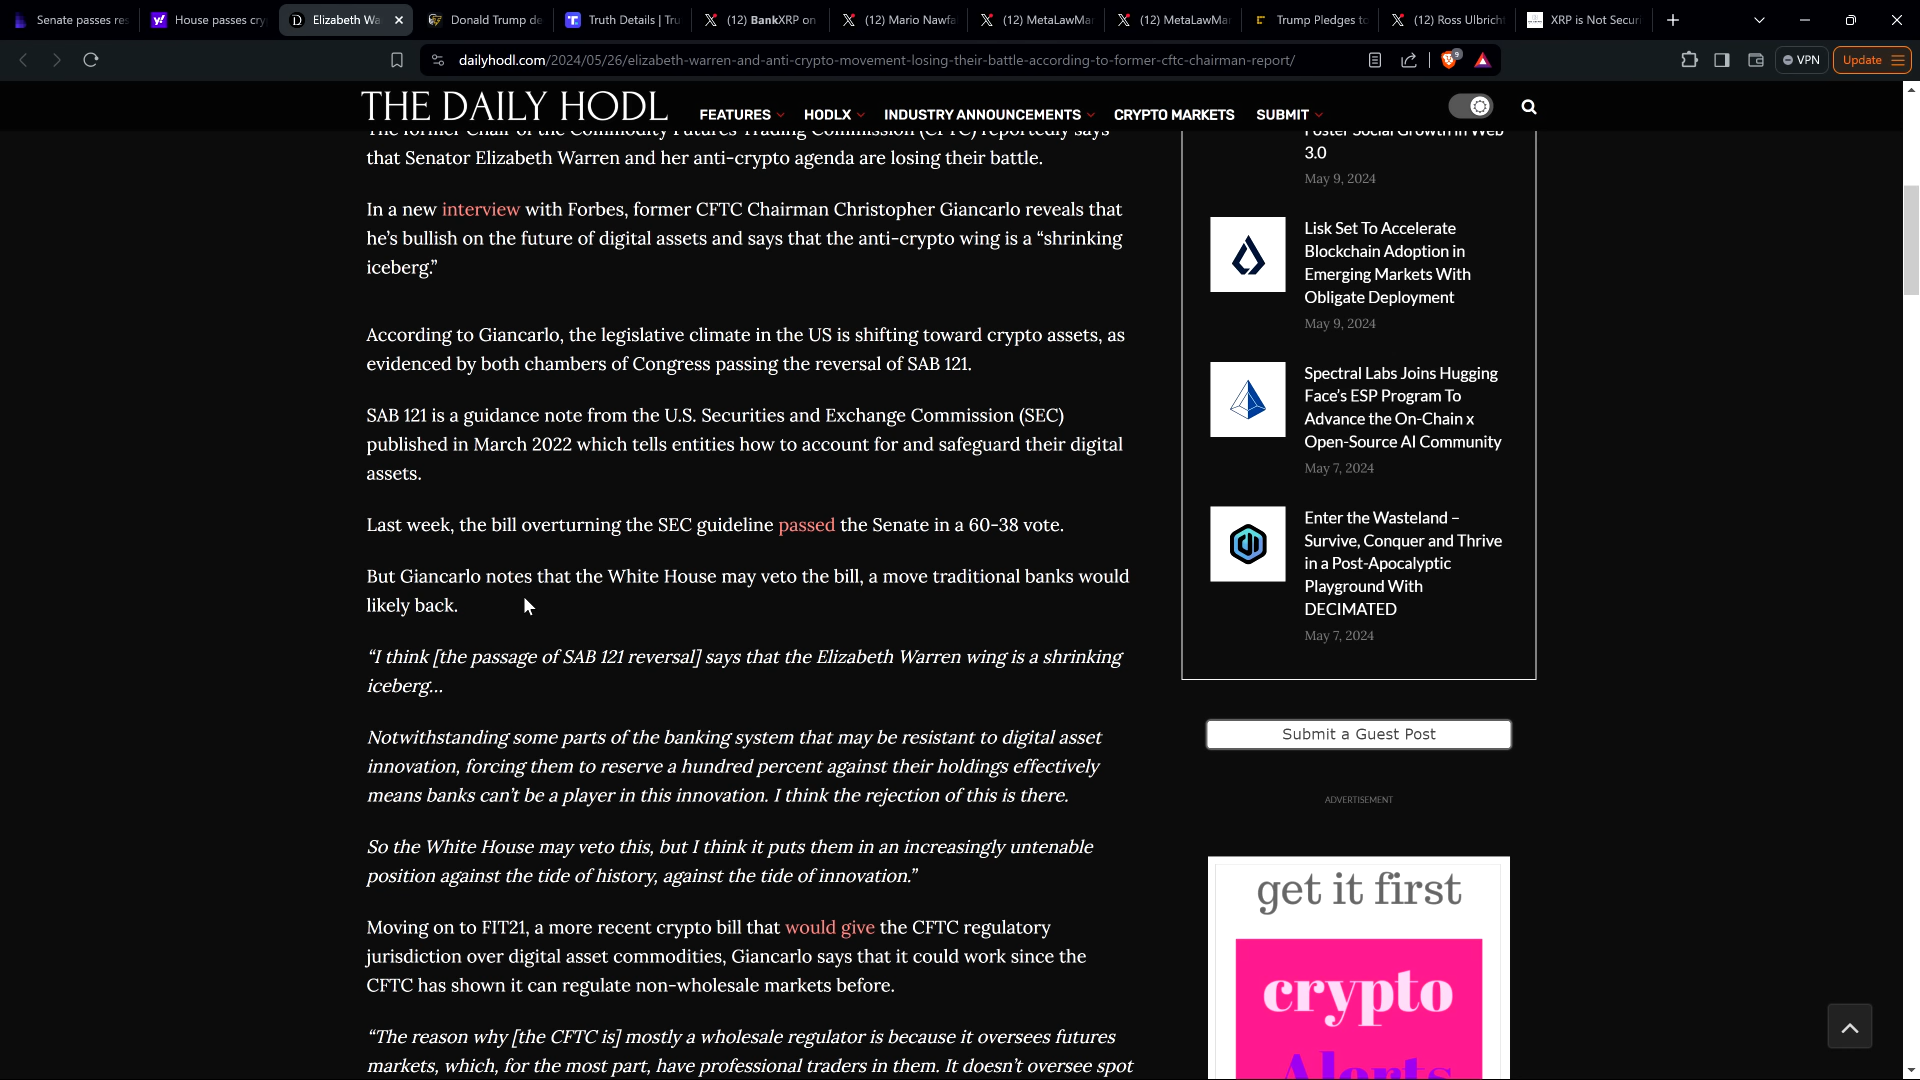 Senate passes res
House passes cry
Elizabeth Wa
Donald Trump de
Truth Details | Tru
(12) BankXRP on
(12) Mario Nawfa
(12) MetaLawMa
(12) MetaLawMa
Trump Pledges to
(12) Ross Ulbricht
XRP is Not Securi
dailyhodl.com/2024/05/26/elizabeth-warren-and-anti-crypto-movement-losing-their-battle-according-to-former-cftc-chairman-report/
9
VPN
Update
THE DAILY HODL
FEATURES
HODLX
INDUSTRY ANNOUNCEMENTS
CRYPTO MARKETS
SUBMIT
The former Chair of the Commodity Futures Trading Commission (CFTC) reportedly says
that Senator Elizabeth Warren and her anti-crypto agenda are losing their battle.
In a new interview with Forbes, former CFTC Chairman Christopher Giancarlo reveals that
he's bullish on the future of digital assets and says that the anti-crypto wing is a “shrinking
iceberg.”
According to Giancarlo, the legislative climate in the US is shifting toward crypto assets, as
evidenced by both chambers of Congress passing the reversal of SAB 121.
SAB 121 is a guidance note from the U.S. Securities and Exchange Commission (SEC)
published in March 2022 which tells entities how to account for and safeguard their digital
assets.
Last week, the bill overturning the SEC guideline passed the Senate in a 60-38 vote.
But Giancarlo notes that the White House may veto the bill, a move traditional banks would
likely back.
“I think [the passage of SAB 121 reversal] says that the Elizabeth Warren wing is a shrinking
iceberg…
Notwithstanding some parts of the banking system that may be resistant to digital asset
innovation, forcing them to reserve a hundred percent against their holdings effectively
means banks can't be a player in this innovation. I think the rejection of this is there.
So the White House may veto this, but I think it puts them in an increasingly untenable
position against the tide of history, against the tide of innovation.”
Moving on to FIT21, a more recent crypto bill that would give the CFTC regulatory
jurisdiction over digital asset commodities, Giancarlo says that it could work since the
CFTC has shown it can regulate non-wholesale markets before.
“The reason why [the CFTC is] mostly a wholesale regulator is because it oversees futures
markets, which, for the most part, have professional traders in them. It doesn't oversee spot
Foster Social Growth in Web
3.0
May 9, 2024
Lisk Set To Accelerate
Blockchain Adoption in
Emerging Markets With
Obligate Deployment
May 9, 2024
Spectral Labs Joins Hugging
Face's ESP Program To
Advance the On-Chain x
Open-Source AI Community
May 7, 2024
Enter the Wasteland –
Survive, Conquer and Thrive
in a Post-Apocalyptic
Playground With
DECIMATED
May 7, 2024
Submit a Guest Post
ADVERTISEMENT
get it first
crypto
Alerts